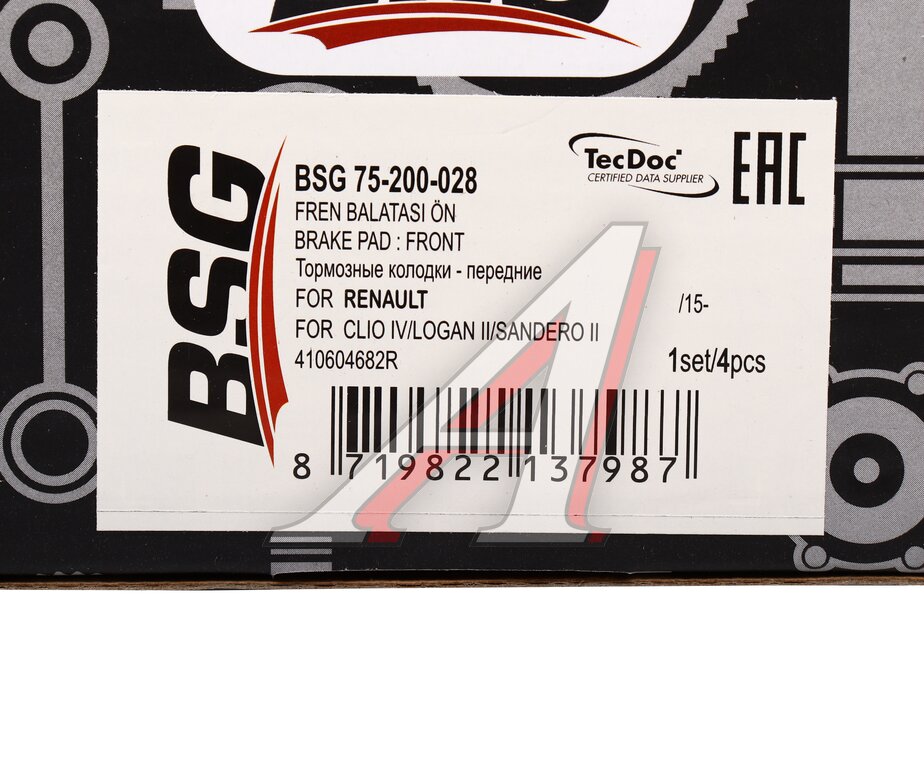 BSG
BSG 75-200-028
FREN BALATASI ÖN
BRAKE PAD : FRONT
Тормозные колодки - передние
FOR RENAULT
/15-
FOR CLIO IV/LOGAN II/SANDERO II
410604682R
1set/4pcs
8 719822 137987
TecDoc
CERTIFIED DATA SUPPLIER
EAC